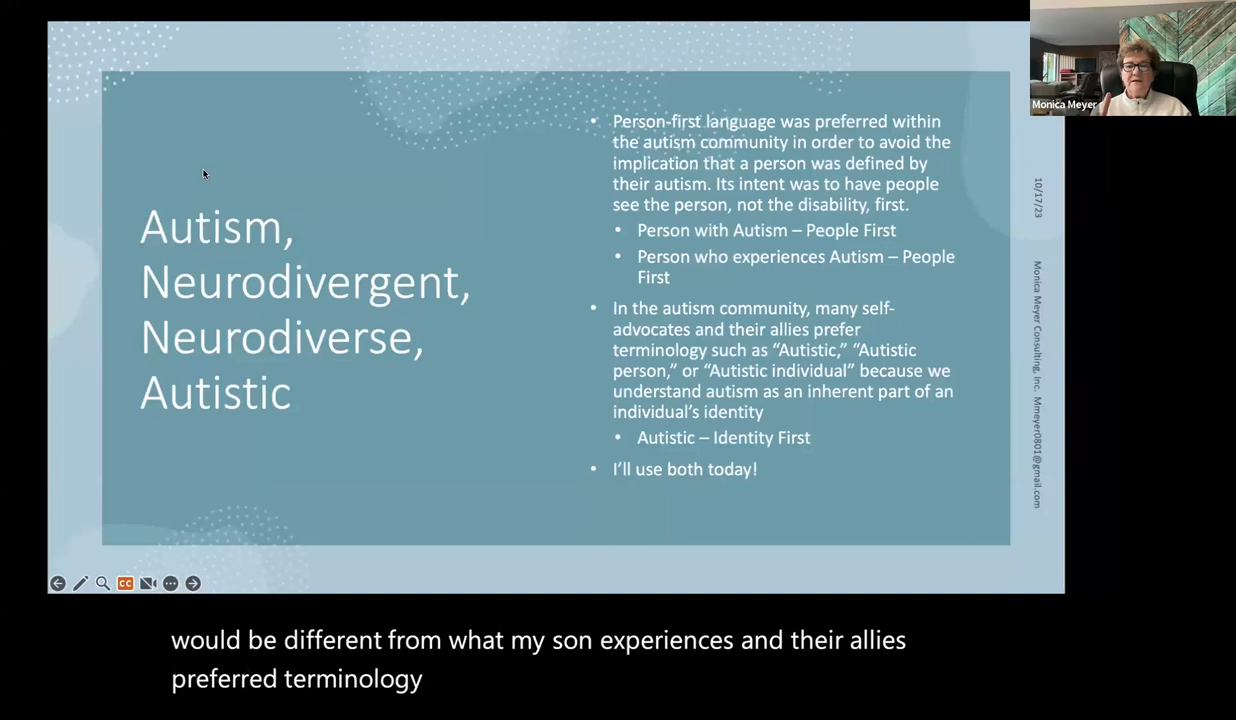 Monica Meyer
Autism,
Neurodivergent,
Neurodiverse,
Autistic
• Person-first language was preferred within
the autism community in order to avoid the
implication that a person was defined by
their autism. Its intent was to have people
see the person, not the disability, first.
• Person with Autism – People First
• Person who experiences Autism – People
First
• In the autism community, many self-
advocates and their allies prefer
terminology such as “Autistic,” “Autistic
person,” or “Autistic individual” because we
understand autism as an inherent part of an
individual’s identity
• Autistic – Identity First
• I’ll use both today!
10/17/23
Monica Meyer Consulting, Inc. Mmeyer0801@gmail.com
CC
would be different from what my son experiences and their allies
preferred terminology